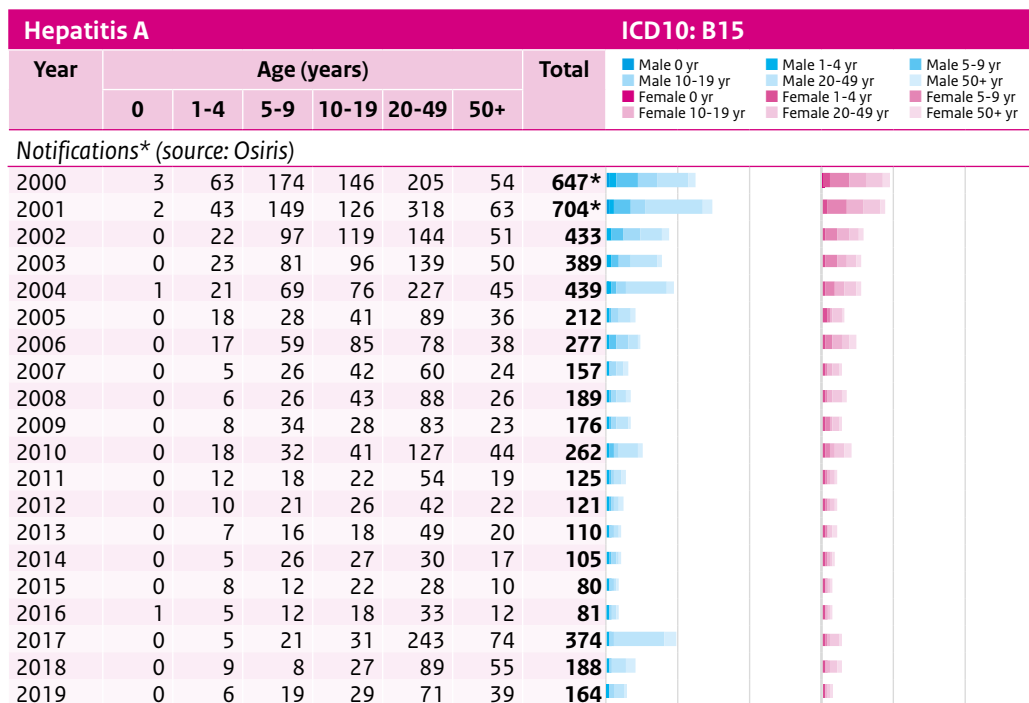 Hepatitis A ICD10: B15
Year Age (years) Total Male 0 yr Male 1-4 yr Male 5-9 yr
Male 10-19 yr Male 20-49 yr Male 50+ yr
Female 0 yr Female 1-4 yr Female 5-9 yr
0 1-4 5-9 10-19 20-49 50+ Female 10-19 yr Female 20-49 yr Female 50+ yr
Notifications* (source: Osiris)
2000 3 63 174 146 205 54 647*
2001 2 43 149 126 318 63 704*
2002 0 22 97 119 144 51 433
2003 0 23 81 96 139 50 389
2004 1 21 69 76 227 45 439
2005 0 18 28 41 89 36 212
2006 0 17 59 85 78 38 277
2007 0 5 26 42 60 24 157
2008 0 6 26 43 88 26 189
2009 0 8 34 28 83 23 176
2010 0 18 32 41 127 44 262
2011 0 12 18 22 54 19 125
2012 0 10 21 26 42 22 121
2013 0 7 16 18 49 20 110
2014 0 5 26 27 30 17 105
2015 0 8 12 22 28 10 80
2016 1 5 12 18 33 12 81
2017 0 5 21 31 243 74 374
2018 0 9 8 27 89 55 188
2019 0 6 19 29 71 39 164